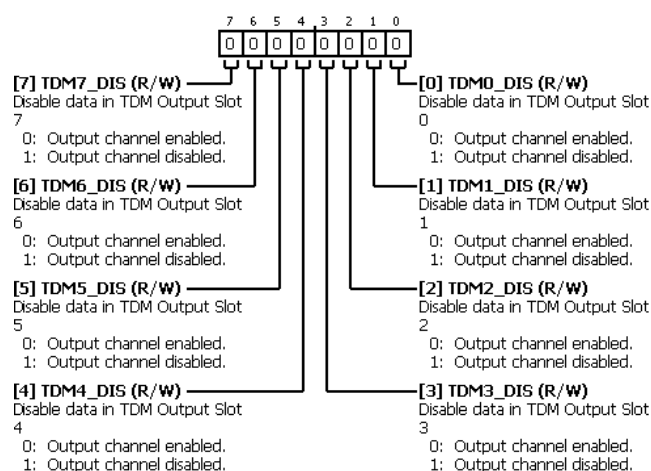 7 6 5 4 3 2 1 0
0 0 0 0 0 0 0 0
[7] TDM7_DIS (R/W)
Disable data in TDM Output Slot
7
0: Output channel enabled.
1: Output channel disabled.
[6] TDM6_DIS (R/W)
Disable data in TDM Output Slot
6
0: Output channel enabled.
1: Output channel disabled.
[5] TDM5_DIS (R/W)
Disable data in TDM Output Slot
5
0: Output channel enabled.
1: Output channel disabled.
[4] TDM4_DIS (R/W)
Disable data in TDM Output Slot
4
0: Output channel enabled.
1: Output channel disabled.
[0] TDM0_DIS (R/W)
Disable data in TDM Output Slot
0
0: Output channel enabled.
1: Output channel disabled.
[1] TDM1_DIS (R/W)
Disable data in TDM Output Slot
1
0: Output channel enabled.
1: Output channel disabled.
[2] TDM2_DIS (R/W)
Disable data in TDM Output Slot
2
0: Output channel enabled.
1: Output channel disabled.
[3] TDM3_DIS (R/W)
Disable data in TDM Output Slot
3
0: Output channel enabled.
1: Output channel disabled.